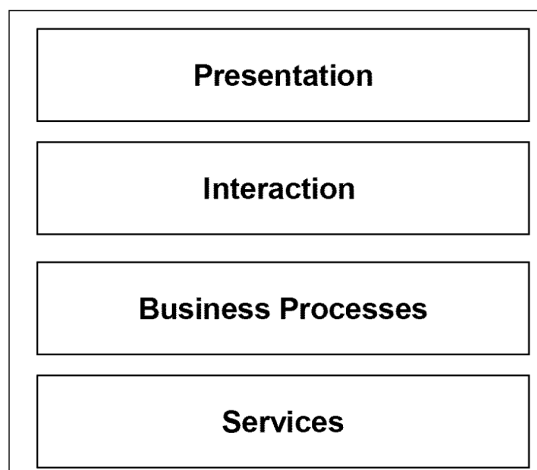 Presentation
Interaction
Business Processes
Services